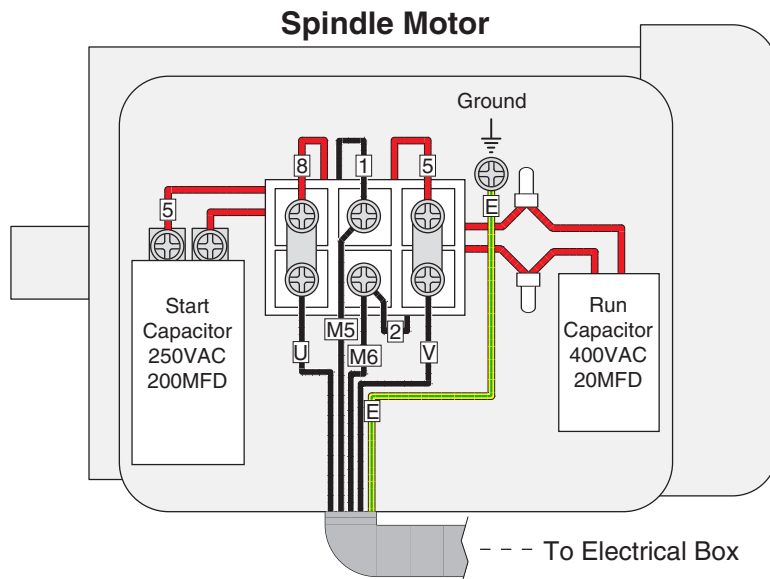 Spindle Motor
Ground
8
1
5
E
5
Start
Capacitor
250VAC
200MFD
Run
Capacitor
400VAC
20MFD
M5
2
U
M6
V
E
To Electrical Box